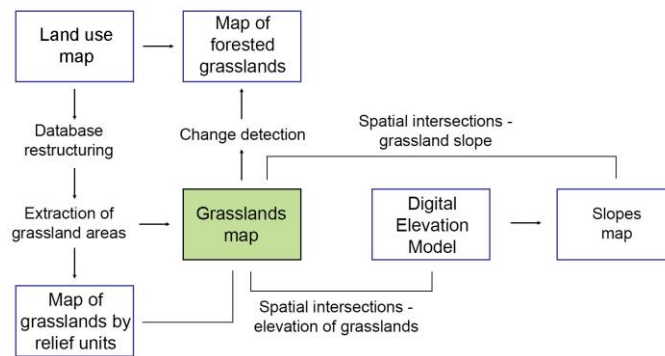 Land use
map
Map of
forested
grasslands
Database
restructuring
Change detection
Spatial intersections -
grassland slope
Extraction of
grassland areas
Grasslands
map
Digital
Elevation
Model
Slopes
map
Map of
grasslands by
relief units
Spatial intersections -
elevation of grasslands